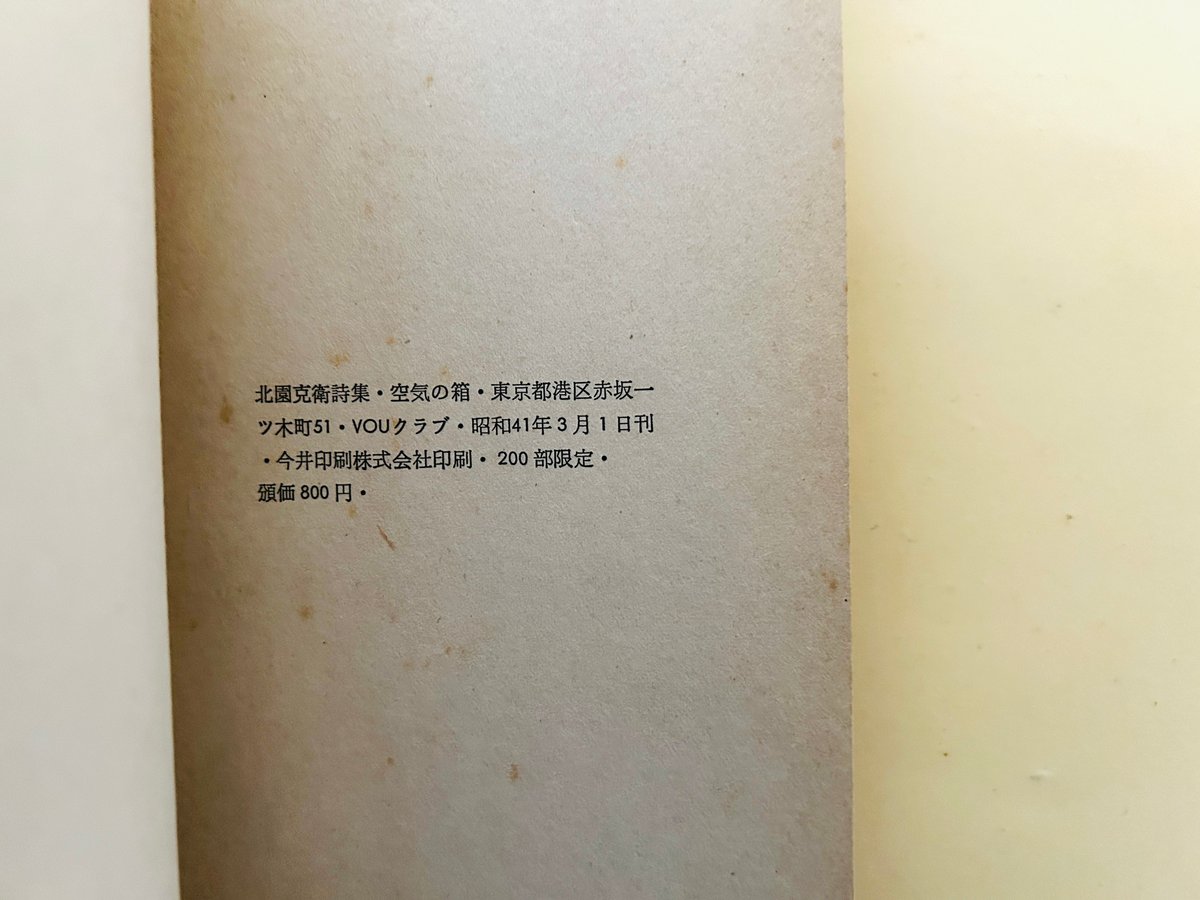 北園克衛詩集・空気の箱・東京都港区赤坂一
ツ木町51・VOUクラブ・昭和41年3月1日刊
・今井印刷株式会社印刷・200部限定・
頒価800円・